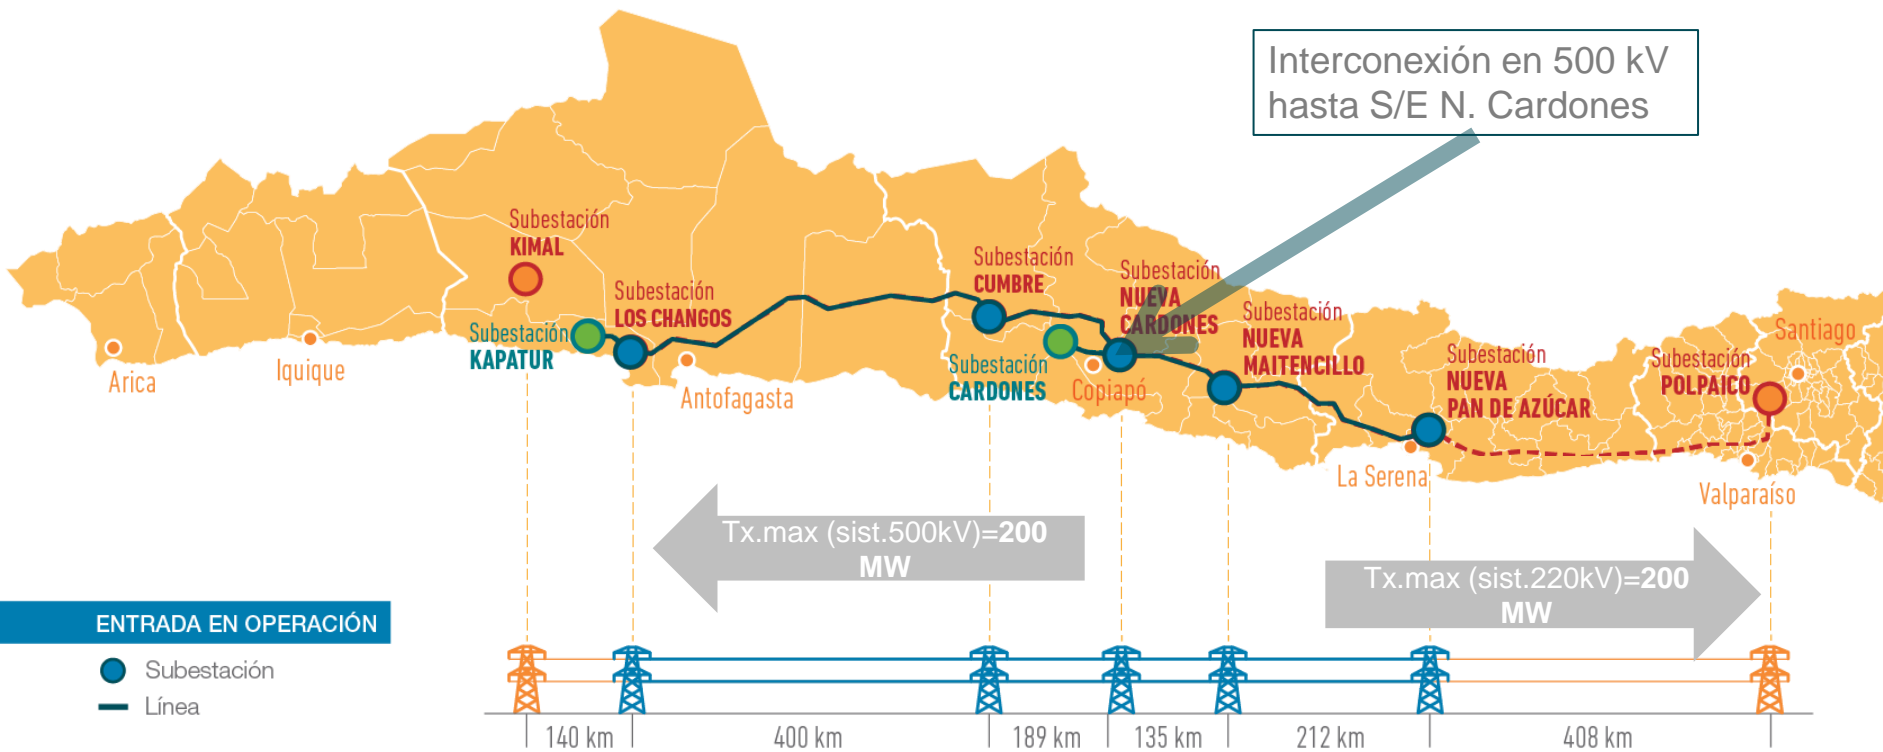 Interconexión en 500 kV
hasta S/E N. Cardones
Subestación
KIMAL
Subestación
LOS CHANGOS
Subestación
KAPATUR
Subestación
CUMBRE
Subestación
NUEVA
CARDONES
Subestación
CARDONES
Subestación
NUEVA
MAITENCILLO
Subestación
NUEVA
PAN DE AZÚCAR
Subestación
POLPAICO
Santiago
Arica
Iquique
Antofagasta
Copiapó
La Serena
Valparaíso
Tx.max (sist.500kV)=200
MW
Tx.max (sist.220kV)=200
MW
ENTRADA EN OPERACIÓN
Subestación
Línea
140 km
400 km
189 km
135 km
212 km
408 km